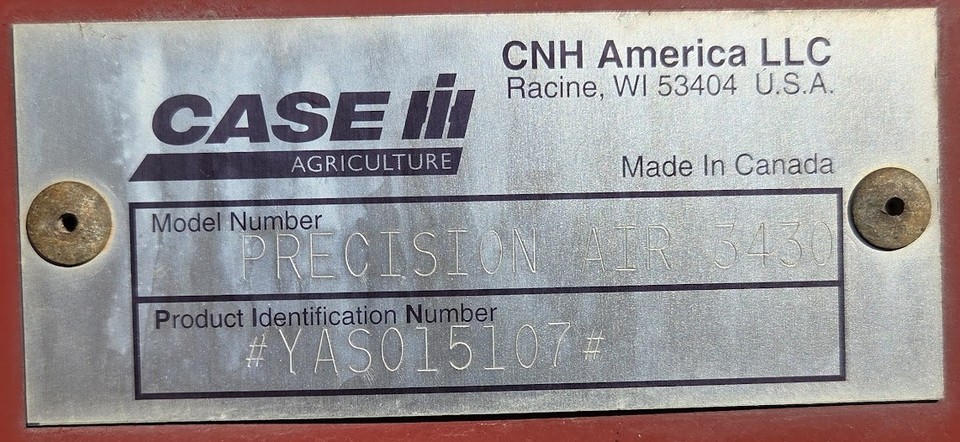 CNH America LLC
Racine, WI 53404 U.S.A.
CASE IH
AGRICULTURE
Made In Canada
Model Number
PRECISION AIR 3430
Product Identification Number
#YAS015107#